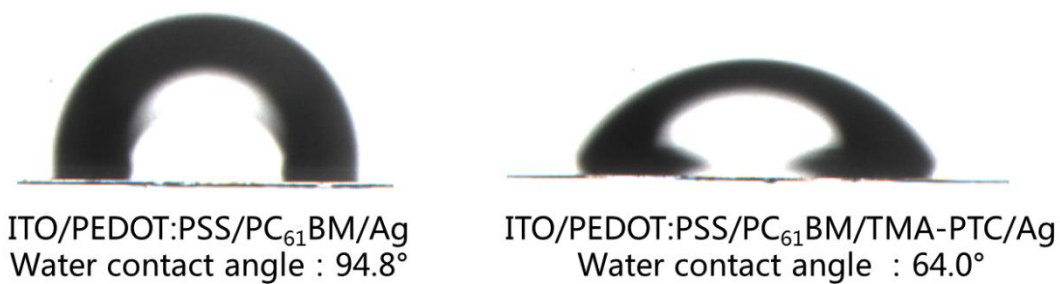 ITO/PEDOT:PSS/PC₆₁BM/Ag
Water contact angle : 94.8°
ITO/PEDOT:PSS/PC₆₁BM/TMA-PTC/Ag
Water contact angle : 64.0°